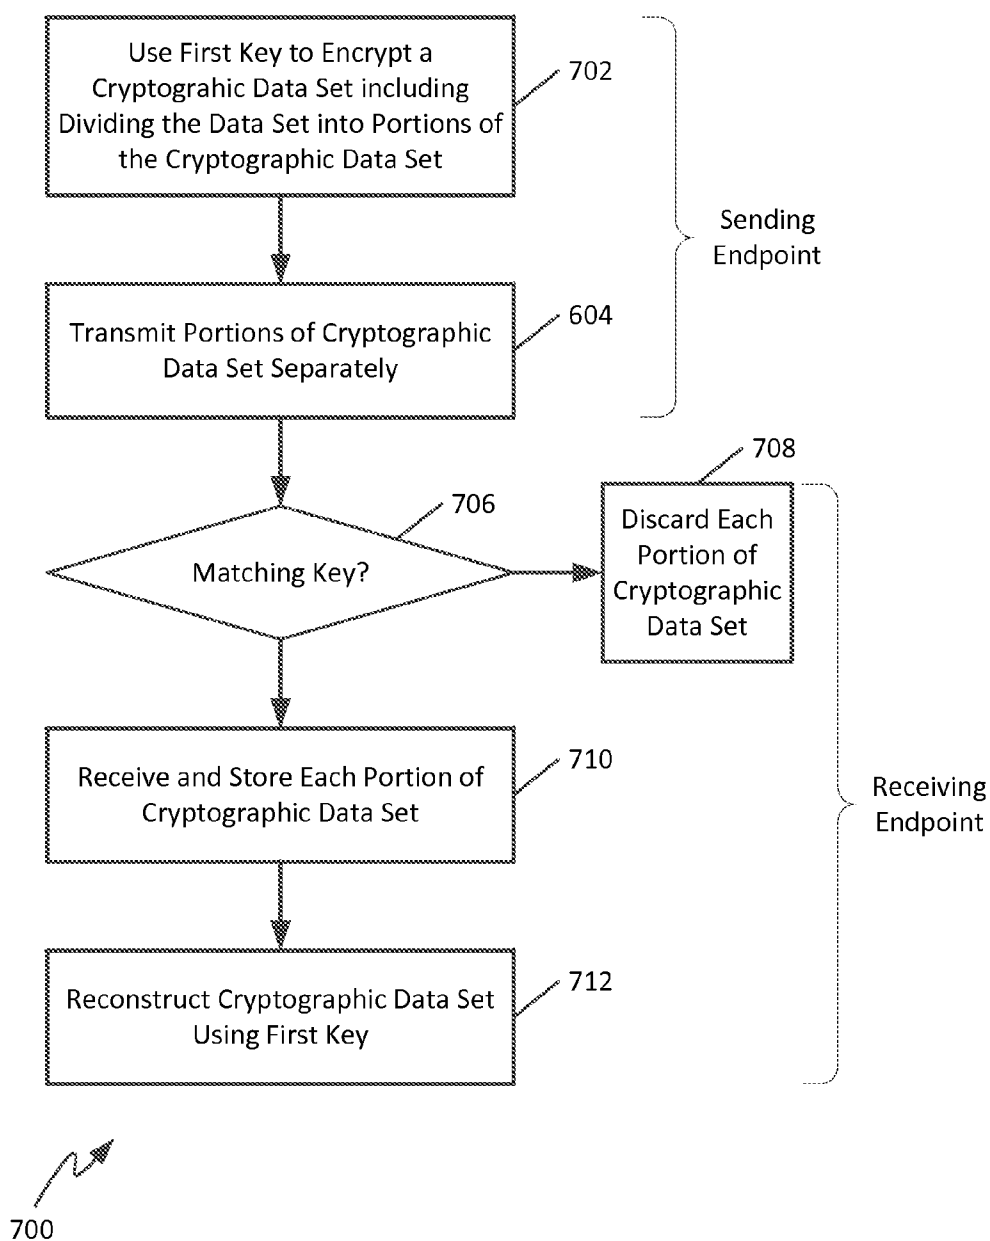 Use First Key to Encrypt a
Cryptograhic Data Set including
Dividing the Data Set into Portions of
the Cryptographic Data Set
702
Sending
Endpoint
Transmit Portions of Cryptographic
Data Set Separately
604
Matching Key?
706
708
Discard Each
Portion of
Cryptographic
Data Set
Receive and Store Each Portion of
Cryptographic Data Set
710
Receiving
Endpoint
Reconstruct Cryptographic Data Set
Using First Key
712
700